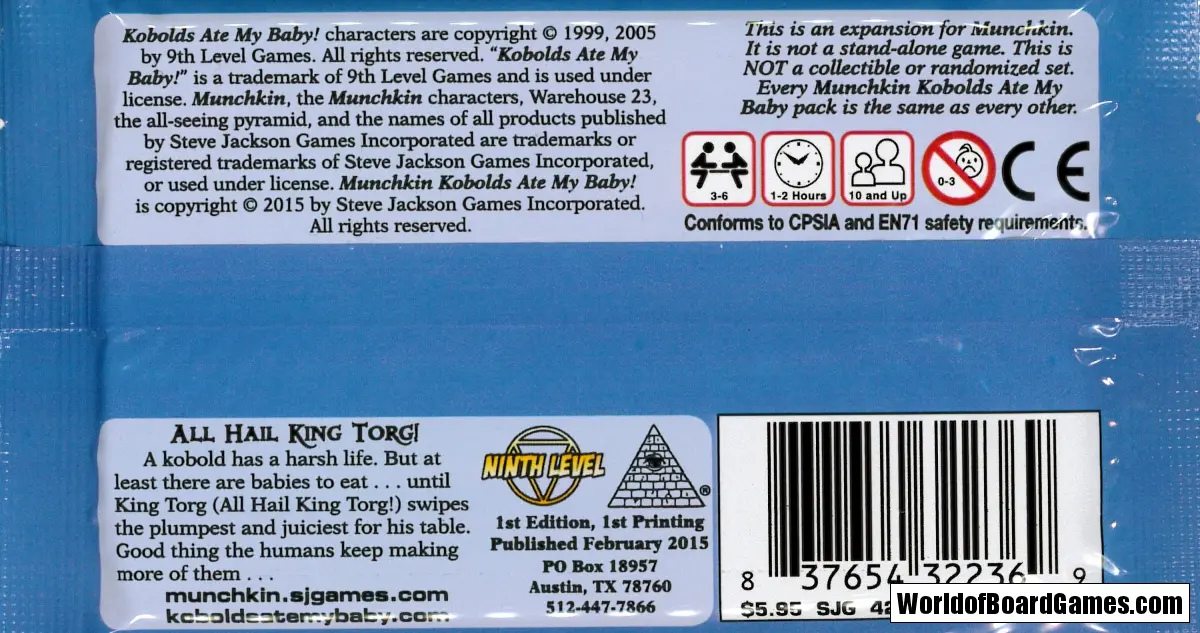 Kobolds Ate My Baby! characters are copyright © 1999, 2005
by 9th Level Games. All rights reserved. “Kobolds Ate My
Baby!” is a trademark of 9th Level Games and is used under
license. Munchkin, the Munchkin characters, Warehouse 23,
the all-seeing pyramid, and the names of all products published
by Steve Jackson Games Incorporated are trademarks or
registered trademarks of Steve Jackson Games Incorporated,
or used under license. Munchkin Kobolds Ate My Baby!
is copyright © 2015 by Steve Jackson Games Incorporated.
All rights reserved.
This is an expansion for Munchkin.
It is not a stand-alone game. This is
NOT a collectible or randomized set.
Every Munchkin Kobolds Ate My
Baby pack is the same as every other.
3-6
1-2 Hours
10 and Up
0-3
CE
Conforms to CPSIA and EN71 safety requirements.
ALL HAIL KING TORG!
A kobold has a harsh life. But at
least there are babies to eat . . . until
King Torg (All Hail King Torg!) swipes
the plumpest and juiciest for his table.
Good thing the humans keep making
more of them . . .
munchkin.sjgames.com
koboldsatemybaby.com
NINTH LEVEL
®
1st Edition, 1st Printing
Published February 2015
PO Box 18957
Austin, TX 78760
512-447-7866
8 37654 32236 9
$5.95 SJG 42
WorldofBoardGames.com